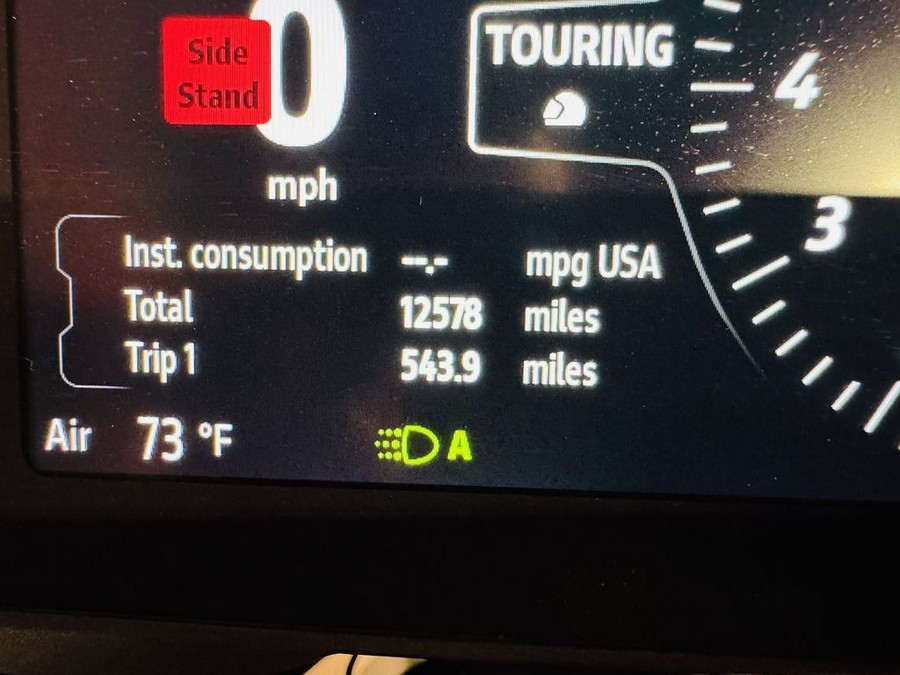 Side
Stand
0
mph
TOURING
4
3
Inst. consumption --.- mpg USA
Total 12578 miles
Trip 1 543.9 miles
Air 73 °F
A